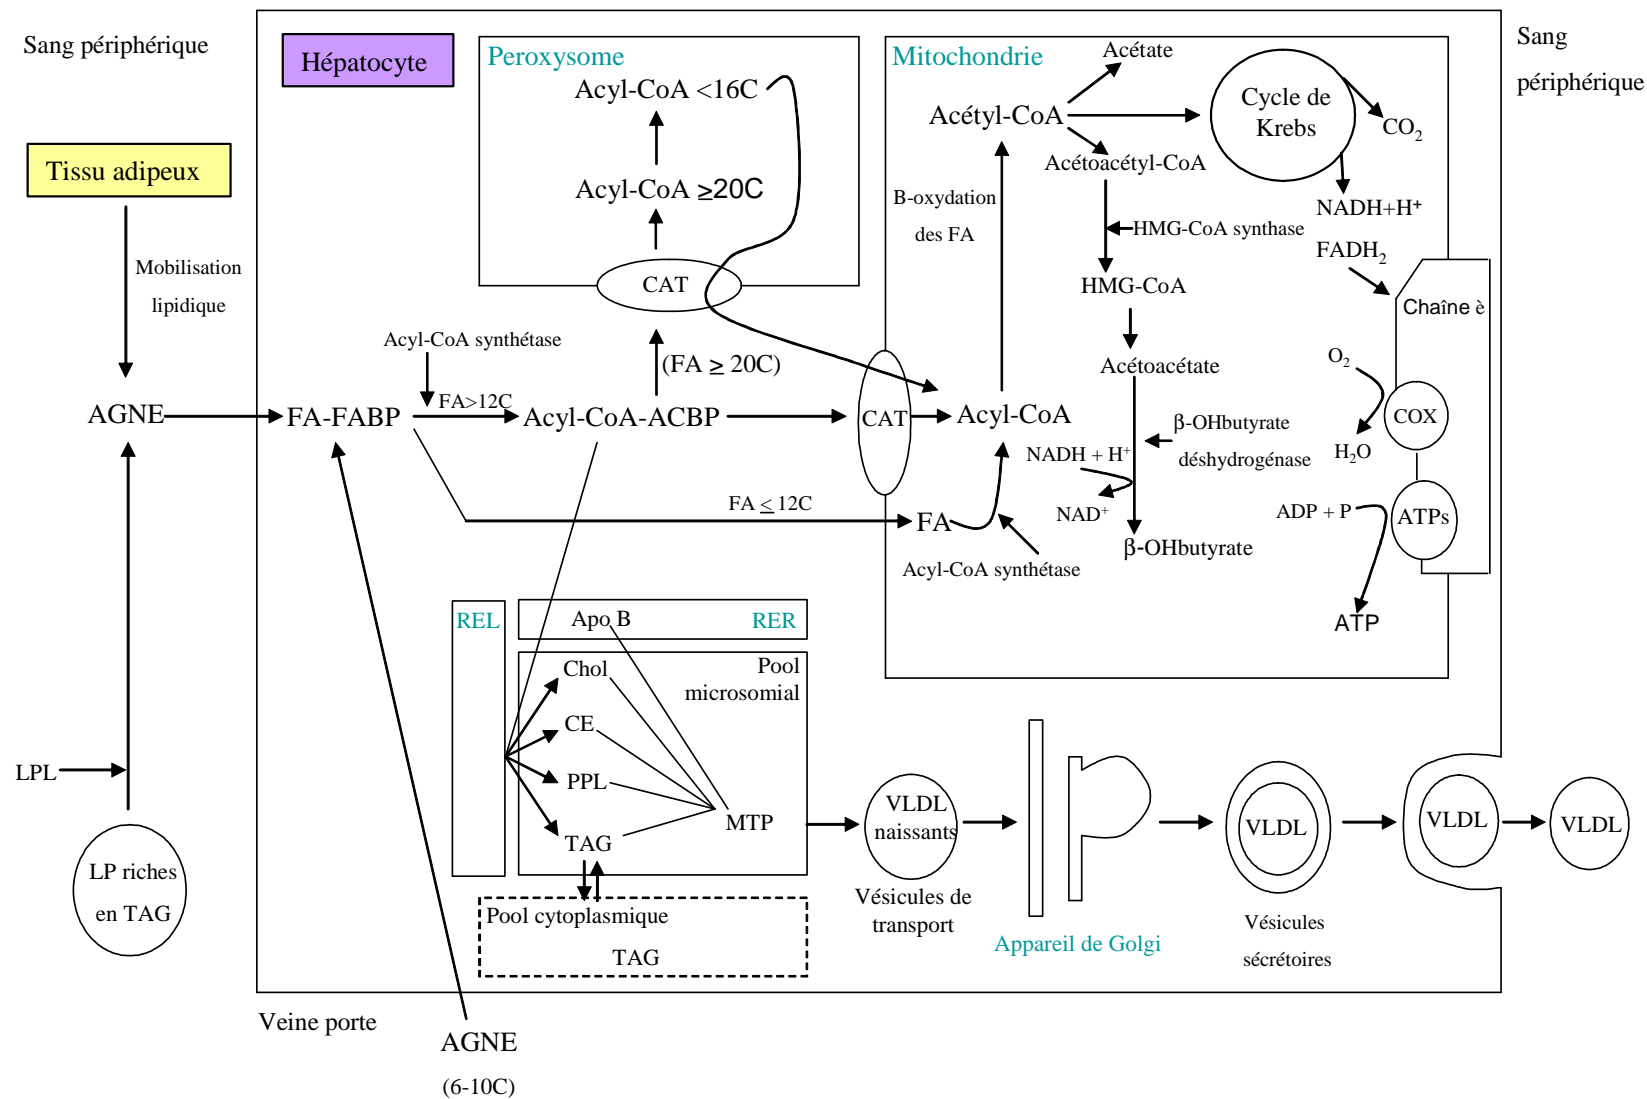 Sang périphérique
Hépatocyte
Peroxysome
Acyl-CoA <16C
Acyl-CoA ≥20C
CAT
(FA ≥ 20C)
Mitochondrie
Acétate
Acétyl-CoA
Cycle de
Krebs
CO2
Acétoacétyl-CoA
B-oxydation
des FA
NADH+H+
HMG-CoA synthase
FADH2
HMG-CoA
Chaîne è
Acétoacétate
O2
COX
H2O
β-OHbutyrate
déshydrogénase
NADH + H+
NAD+
ADP + P
ATPs
β-OHbutyrate
ATP
Sang
périphérique
Tissu adipeux
Mobilisation
lipidique
AGNE
FA-FABP
Acyl-CoA synthétase
FA>12C
Acyl-CoA-ACBP
CAT
Acyl-CoA
FA ≤ 12C
FA
Acyl-CoA synthétase
LPL
LP riches
en TAG
REL
Apo B
RER
Pool
microsomial
Chol
CE
PPL
TAG
MTP
Pool cytoplasmique
TAG
VLDL
naissants
Vésicules de
transport
Appareil de Golgi
VLDL
Vésicules
sécrétoires
VLDL
VLDL
Veine porte
AGNE
(6-10C)